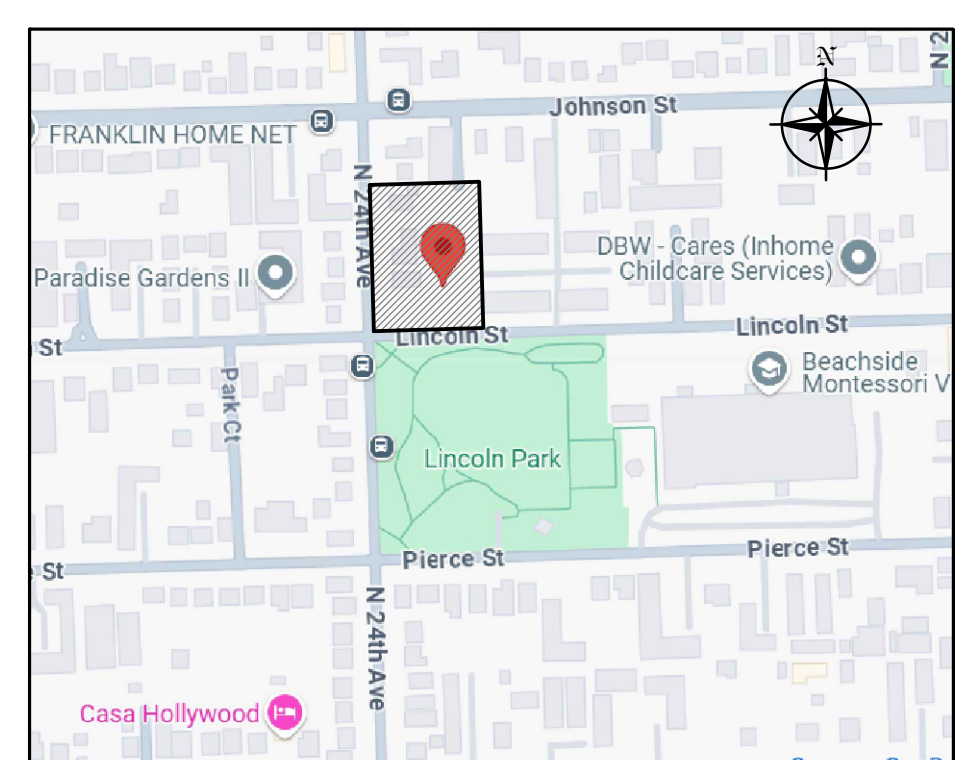 N 2
N
Johnson St
FRANKLIN HOME NET
N 24th Ave
DBW - Cares (Inhome
Childcare Services)
Paradise Gardens II
Lincoln St
Lincoln St
St
Beachside
Montessori V
Park Ct
Lincoln Park
Pierce St
Pierce St
St
N 24th Ave
Casa Hollywood